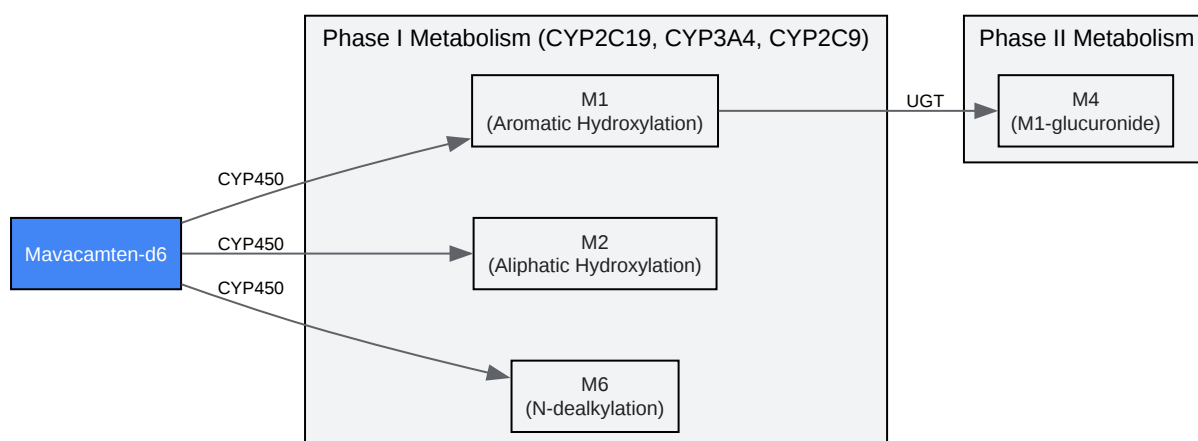 Phase I Metabolism (CYP2C19, CYP3A4, CYP2C9)
Phase II Metabolism
M1
(Aromatic Hydroxylation)
UGT
M4
(M1-glucuronide)
CYP450
Mavacamten-d6
CYP450
M2
(Aliphatic Hydroxylation)
CYP450
M6
(N-dealkylation)